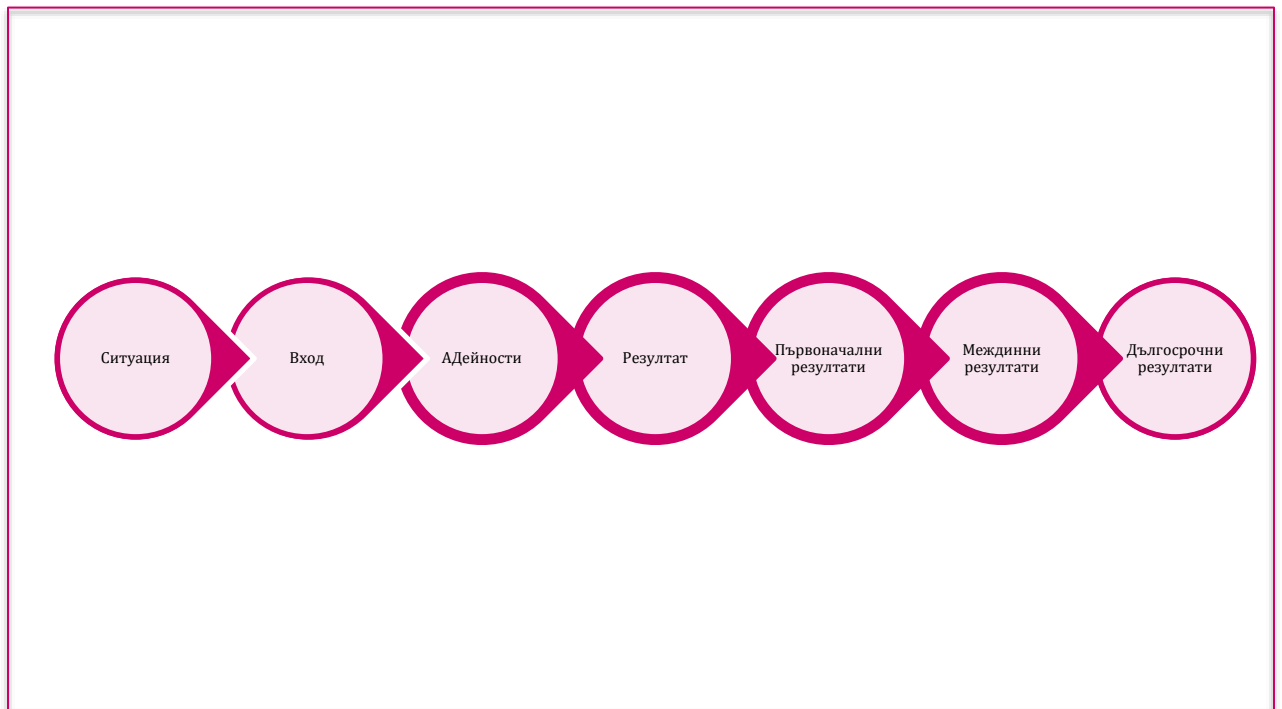 Ситуация
Вход
АДейности
Резултат
Първоначални
резултати
Междинни
резултати
Дългосрочни
резултати